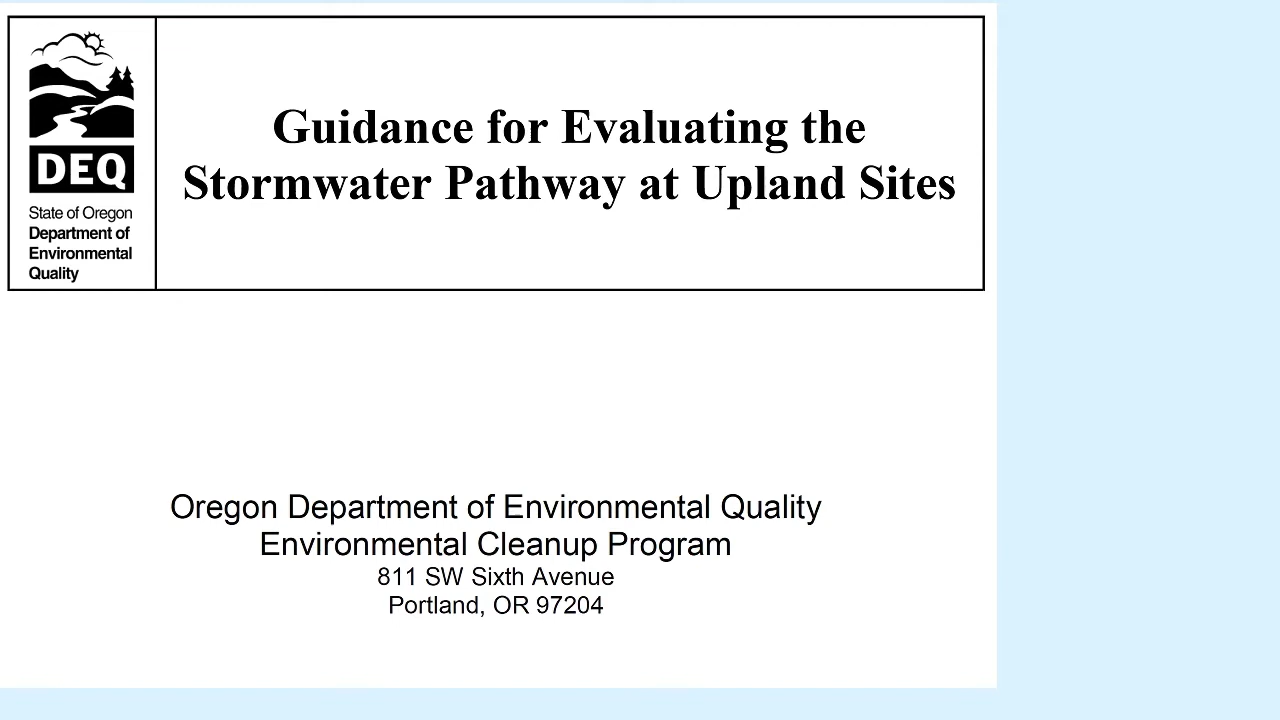 DEQ
State of Oregon
Department of
Environmental
Quality
Guidance for Evaluating the
Stormwater Pathway at Upland Sites
Oregon Department of Environmental Quality
Environmental Cleanup Program
811 SW Sixth Avenue
Portland, OR 97204